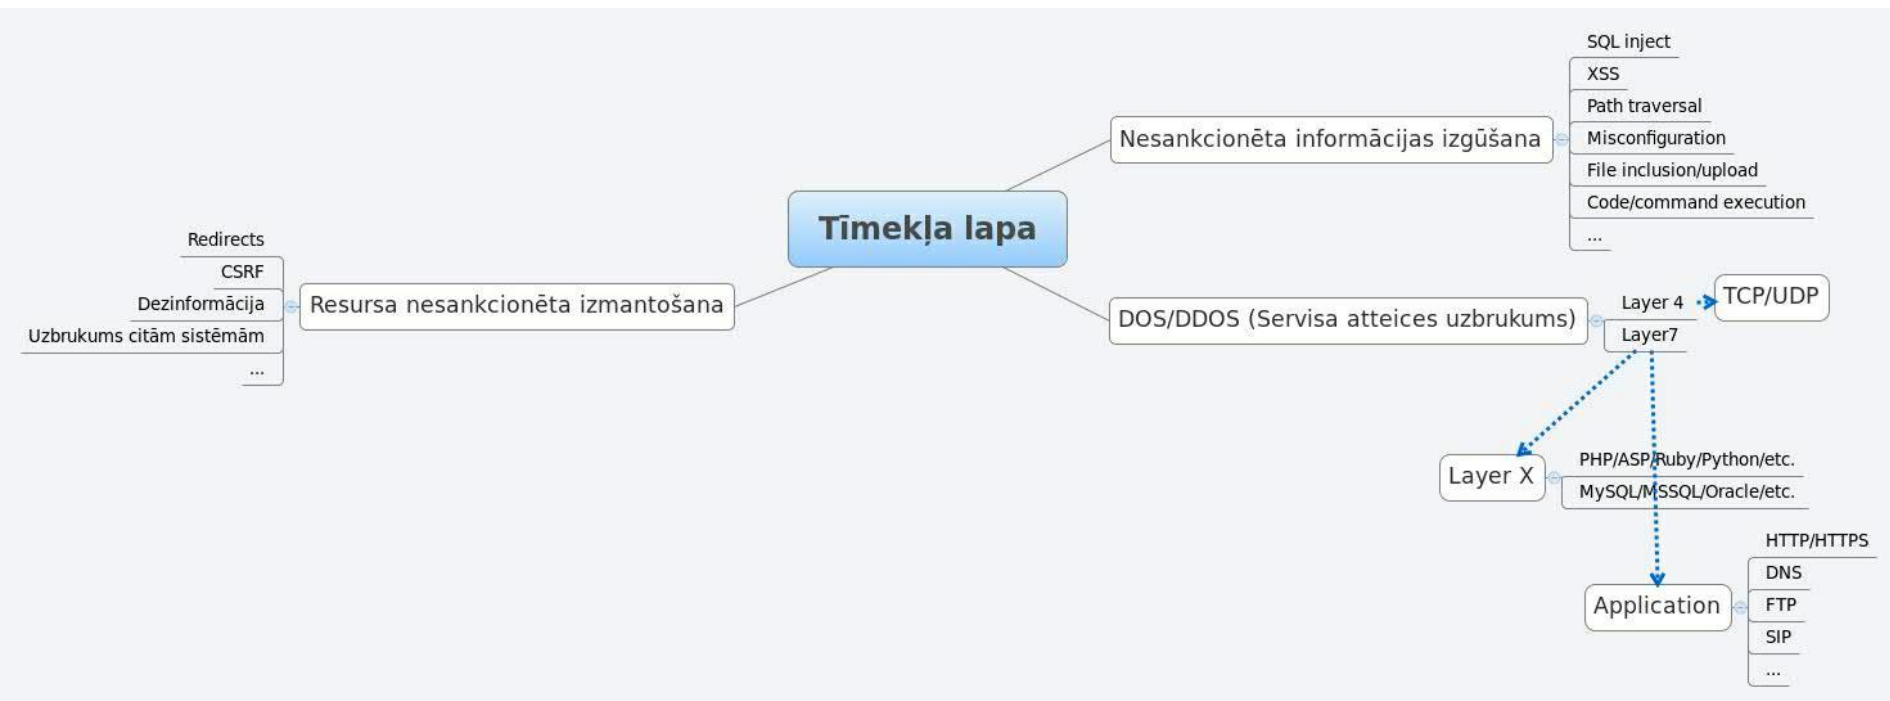 Tīmekļa lapa
Nesankcionēta informācijas izgūšana
SQL inject
XSS
Path traversal
Misconfiguration
File inclusion/upload
Code/command execution
...
DOS/DDOS (Servisa atteices uzbrukums)
Layer 4
TCP/UDP
Layer7
Layer X
PHP/ASP/Ruby/Python/etc.
MySQL/MSSQL/Oracle/etc.
Application
HTTP/HTTPS
DNS
FTP
SIP
...
Resursa nesankcionēta izmantošana
Redirects
CSRF
Dezinformācija
Uzbrukums citām sistēmām
...